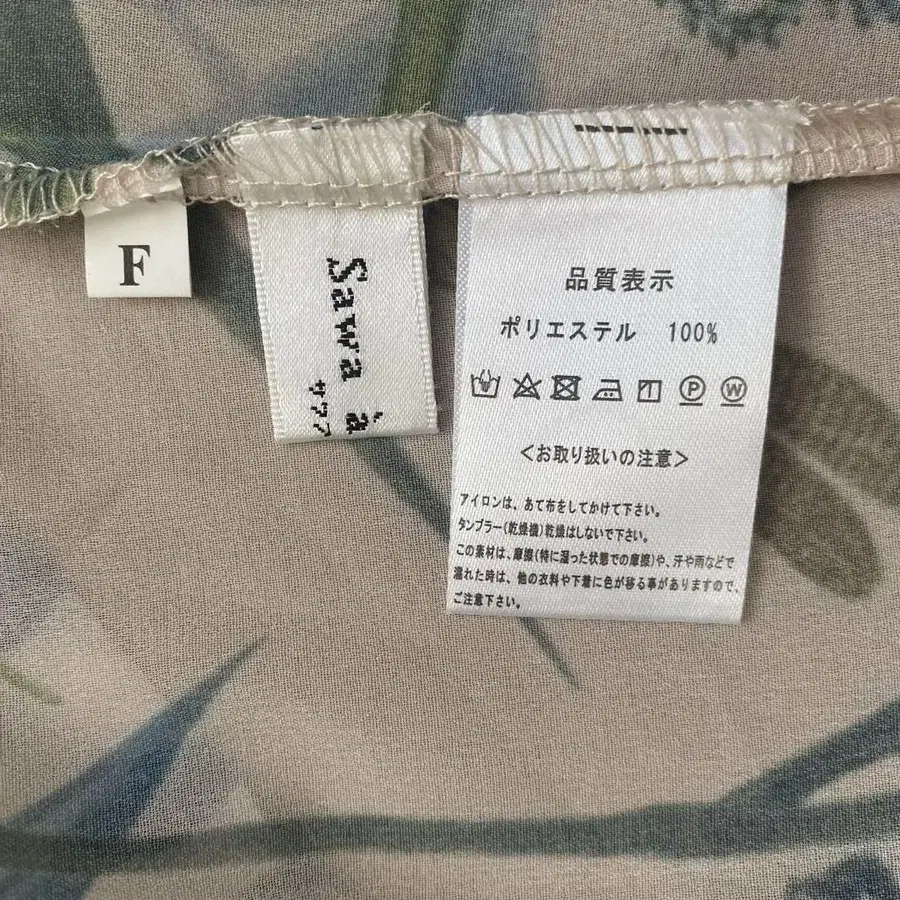 F
Sawa à
サワア
品質表示
ポリエステル 100%
P W
<お取り扱いの注意>
アイロンは、あて布をしてかけて下さい。
タンブラー(乾燥機)乾燥はしないで下さい。
この素材は、摩擦(特に湿った状態での摩擦)や、汗や雨などで
濡れた時は、他の衣料や下着に色が移る事がありますので、
ご注意下さい。